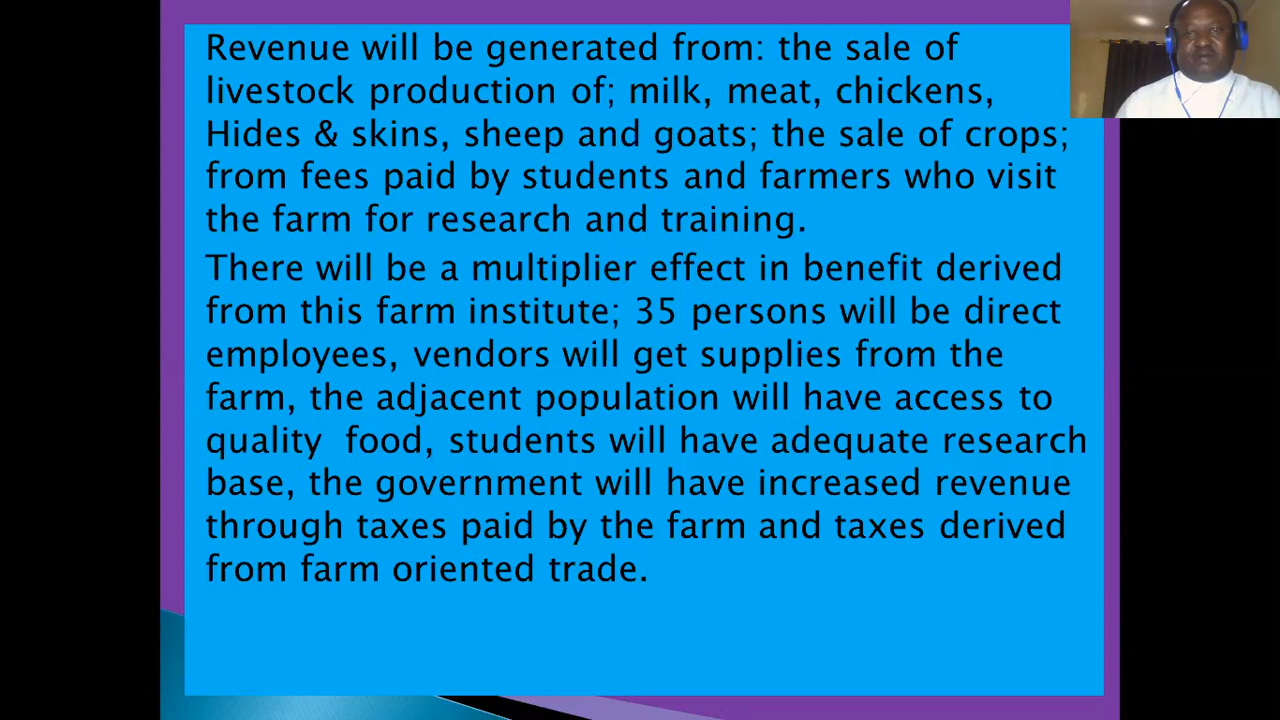 Revenue will be generated from: the sale of
livestock production of; milk, meat, chickens,
Hides & skins, sheep and goats; the sale of crops;
from fees paid by students and farmers who visit
the farm for research and training.
There will be a multiplier effect in benefit derived
from this farm institute; 35 persons will be direct
employees, vendors will get supplies from the
farm, the adjacent population will have access to
quality  food, students will have adequate research
base, the government will have increased revenue
through taxes paid by the farm and taxes derived
from farm oriented trade.